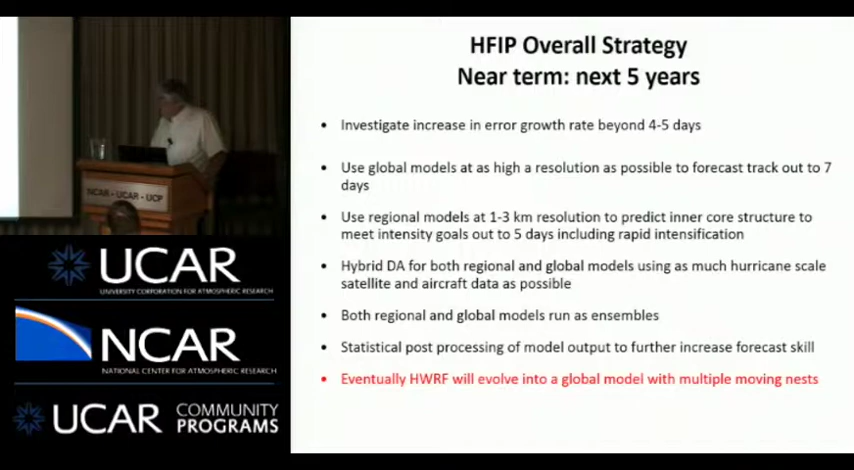 HFIP Overall Strategy
Near term: next 5 years
• Investigate increase in error growth rate beyond 4-5 days
• Use global models at as high a resolution as possible to forecast track out to 7
days
• Use regional models at 1-3 km resolution to predict inner core structure to
meet intensity goals out to 5 days including rapid intensification
• Hybrid DA for both regional and global models using as much hurricane scale
satellite and aircraft data as possible
• Both regional and global models run as ensembles
• Statistical post processing of model output to further increase forecast skill
• Eventually HWRF will evolve into a global model with multiple moving nests
NCAR - UCAR - UCP
UCAR
UNIVERSITY CORPORATION FOR ATMOSPHERIC RESEARCH
NCAR
NATIONAL CENTER FOR ATMOSPHERIC RESEARCH
UCAR COMMUNITY
PROGRAMS